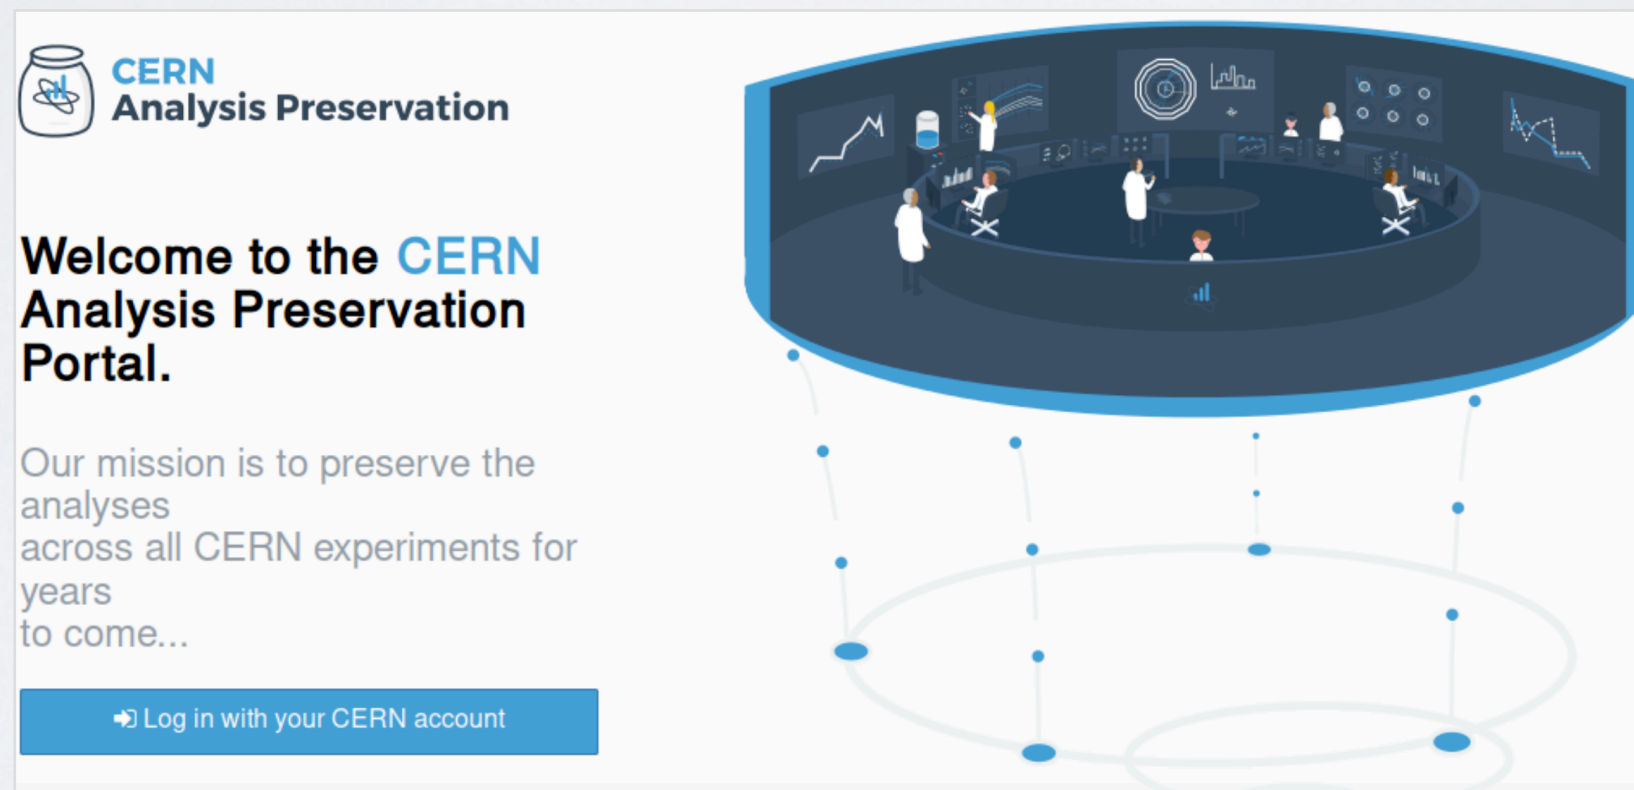 CERN
Analysis Preservation
Welcome to the CERN
Analysis Preservation
Portal.
Our mission is to preserve the
analyses
across all CERN experiments for
years
to come...
Log in with your CERN account